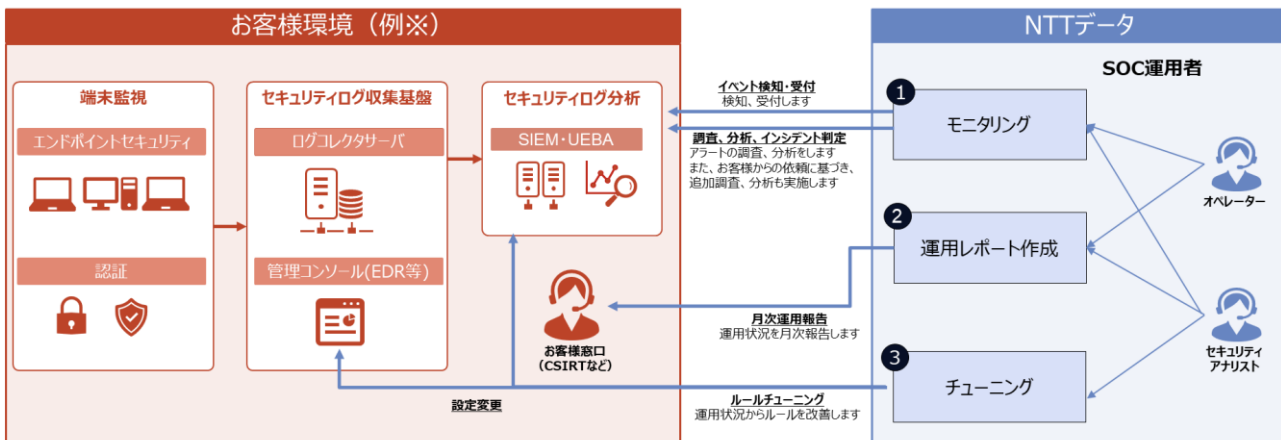 お客様環境（例※）
端末監視
エンドポイントセキュリティ
認証
セキュリティログ収集基盤
ログコレクタサーバ
管理コンソール(EDR等)
セキュリティログ分析
SIEM・UEBA
お客様窓口
（CSIRTなど）
設定変更
イベント検知・受付
検知、受付します
調査、分析、インシデント判定
アラートの調査、分析をします
また、お客様からの依頼に基づき、
追加調査、分析も実施します
月次運用報告
運用状況を月次報告します
ルールチューニング
運用状況からルールを改善します
NTTデータ
SOC運用者
1
モニタリング
2
運用レポート作成
3
チューニング
オペレーター
セキュリティ
アナリスト